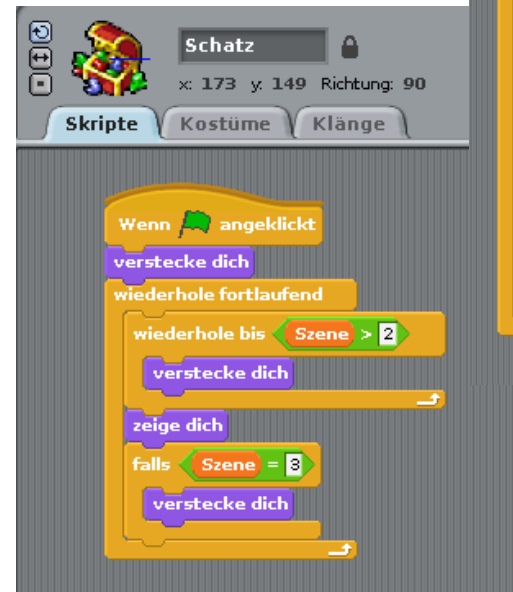 Schatz
x: 173 y: 149 Richtung: 90
Skripte Kostüme Klänge
Wenn angeklickt
verstecke dich
wiederhole fortlaufend
wiederhole bis Szene > 2
verstecke dich
zeige dich
falls Szene = 3
verstecke dich